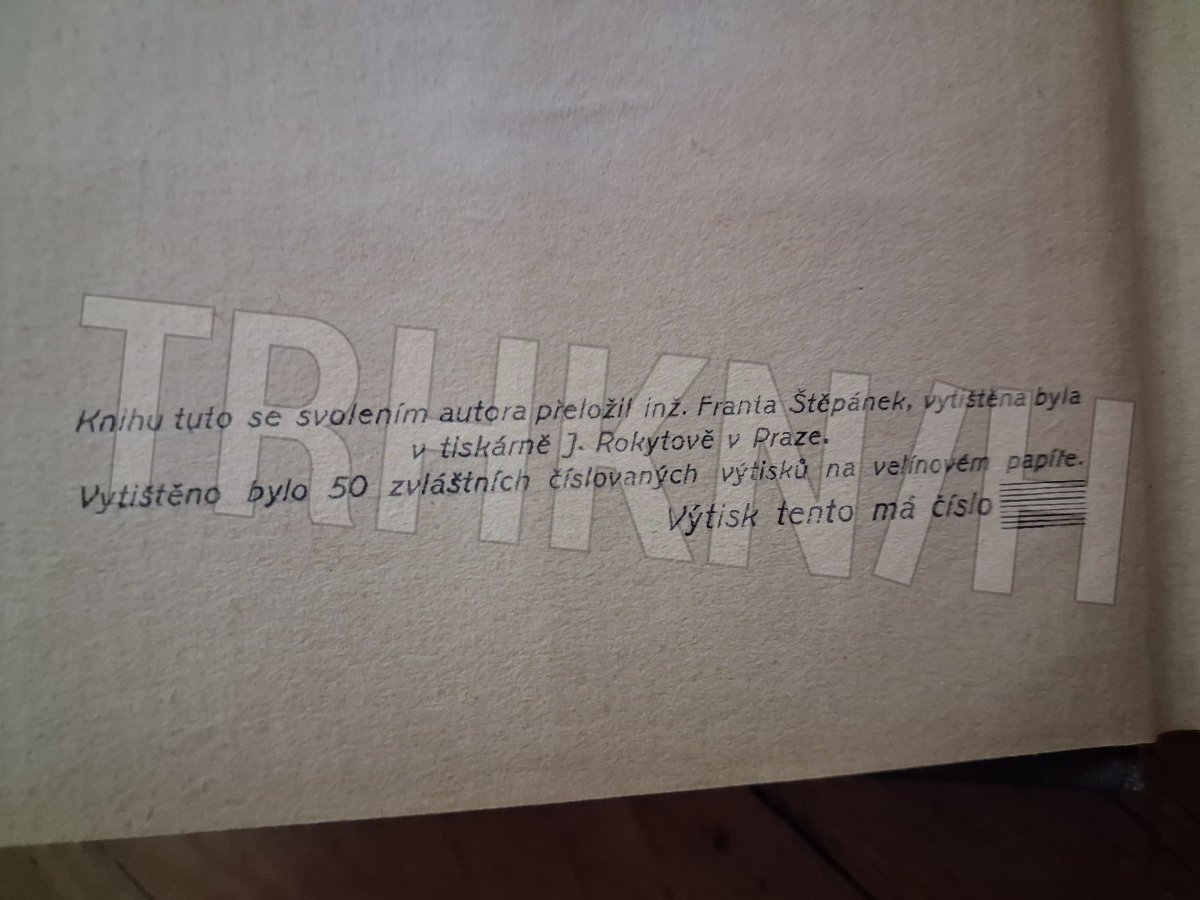 Knihu tuto se svolením autora přeložil inž. Franta Štěpánek, vytištěna byla
v tiskárně J. Rokytově v Praze.
Vytištěno bylo 50 zvláštních číslovaných výtisků na velínovém papíře.
Výtisk tento má číslo
TRHKNIH